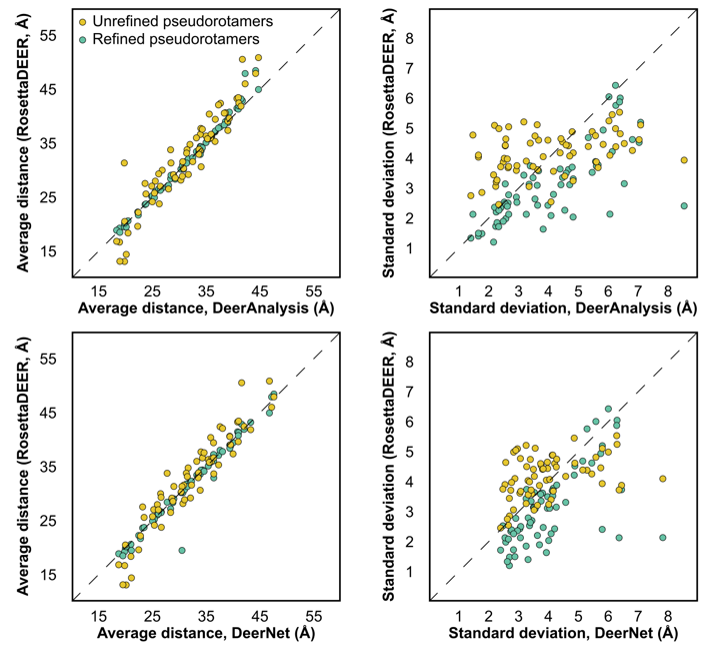 Unrefined pseudorotamers
Refined pseudorotamers
Average distance (RosettaDEER, Å)
55
45
35
25
15
15 25 35 45 55
Average distance, DeerAnalysis (Å)
Standard deviation (RosettaDEER, Å)
8
7
6
5
4
3
2
1
1 2 3 4 5 6 7 8
Standard deviation, DeerAnalysis (Å)
Average distance (RosettaDEER, Å)
55
45
35
25
15
15 25 35 45 55
Average distance, DeerNet (Å)
Standard deviation (RosettaDEER, Å)
8
7
6
5
4
3
2
1
1 2 3 4 5 6 7 8
Standard deviation, DeerNet (Å)